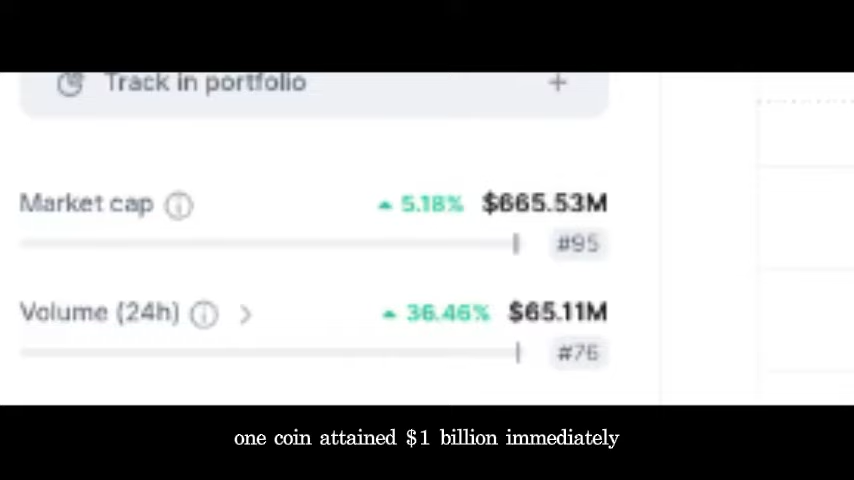 Track in portfolio +
Market cap 5.18% $665.53M
#95
Volume (24h) > 36.46% $65.11M
#76
one coin attained $1 billion immediately